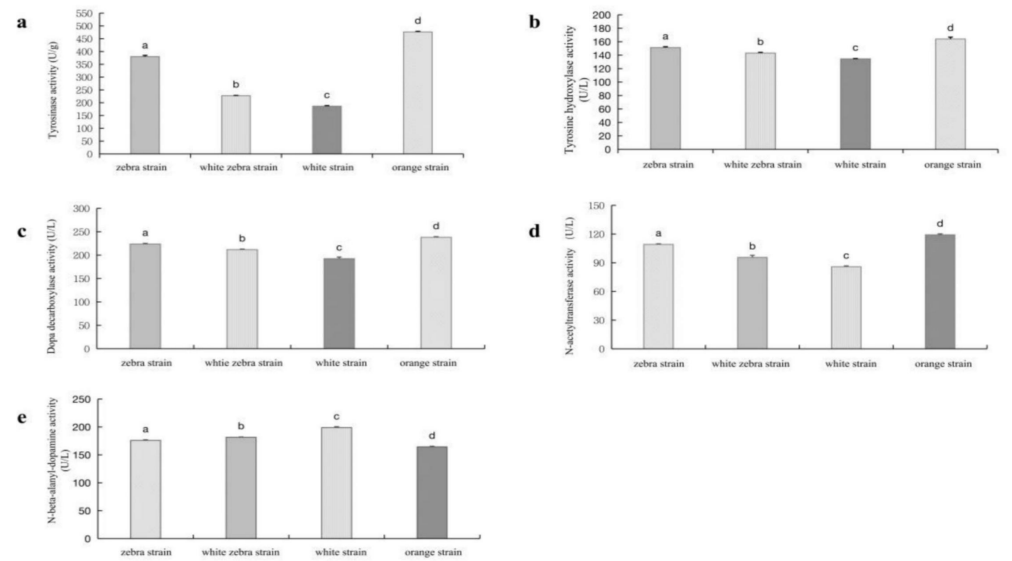 a
Tyrosinase activity (U/g)
550
500
450
400
350
300
250
200
150
100
50
0
a
b
c
d
zebra strain
white zebra strain
white strain
orange strain
b
Tyrosine hydroxylase activity
(U/L)
200
180
160
140
120
100
80
60
40
20
0
a
b
c
d
zebra strain
white zebra strain
white strain
orange strain
c
Dopa decarboxylase activity (U/L)
300
250
200
150
100
50
0
a
b
c
d
zebra strain
whtie zebra strain
white strain
orange strain
d
N-acetyltransferase activity (U/L)
150
120
90
60
30
0
a
b
c
d
zebra strain
white zebra strain
white strain
orange strain
e
N-beta-alanyl-dopamine activity
(U/L)
250
200
150
100
50
0
a
b
c
d
zebra strain
white zebra strain
white strain
orange strain